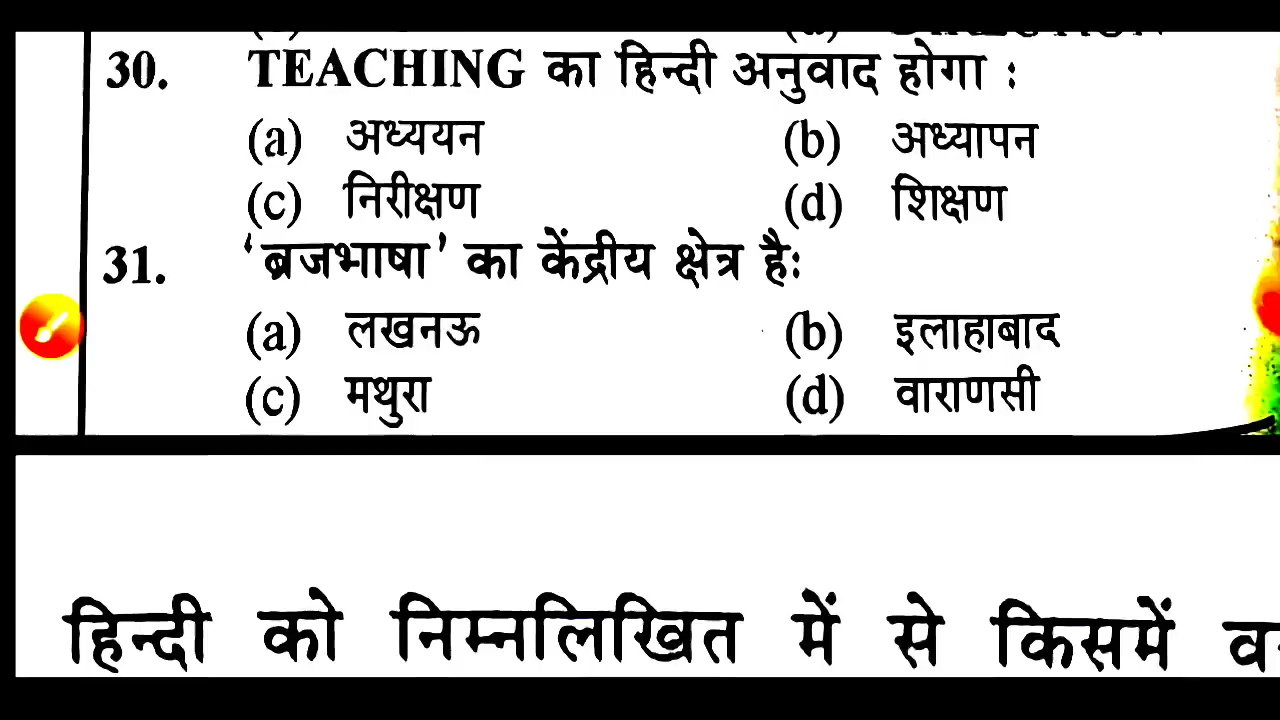 30. TEACHING का हिन्दी अनुवाद होगा :
(a) अध्ययन (b) अध्यापन
(c) निरीक्षण (d) शिक्षण
31. 'ब्रजभाषा' का केंद्रीय क्षेत्र है:
(a) लखनऊ (b) इलाहाबाद
(c) मथुरा (d) वाराणसी
हिन्दी को निम्नलिखित में से किसमें